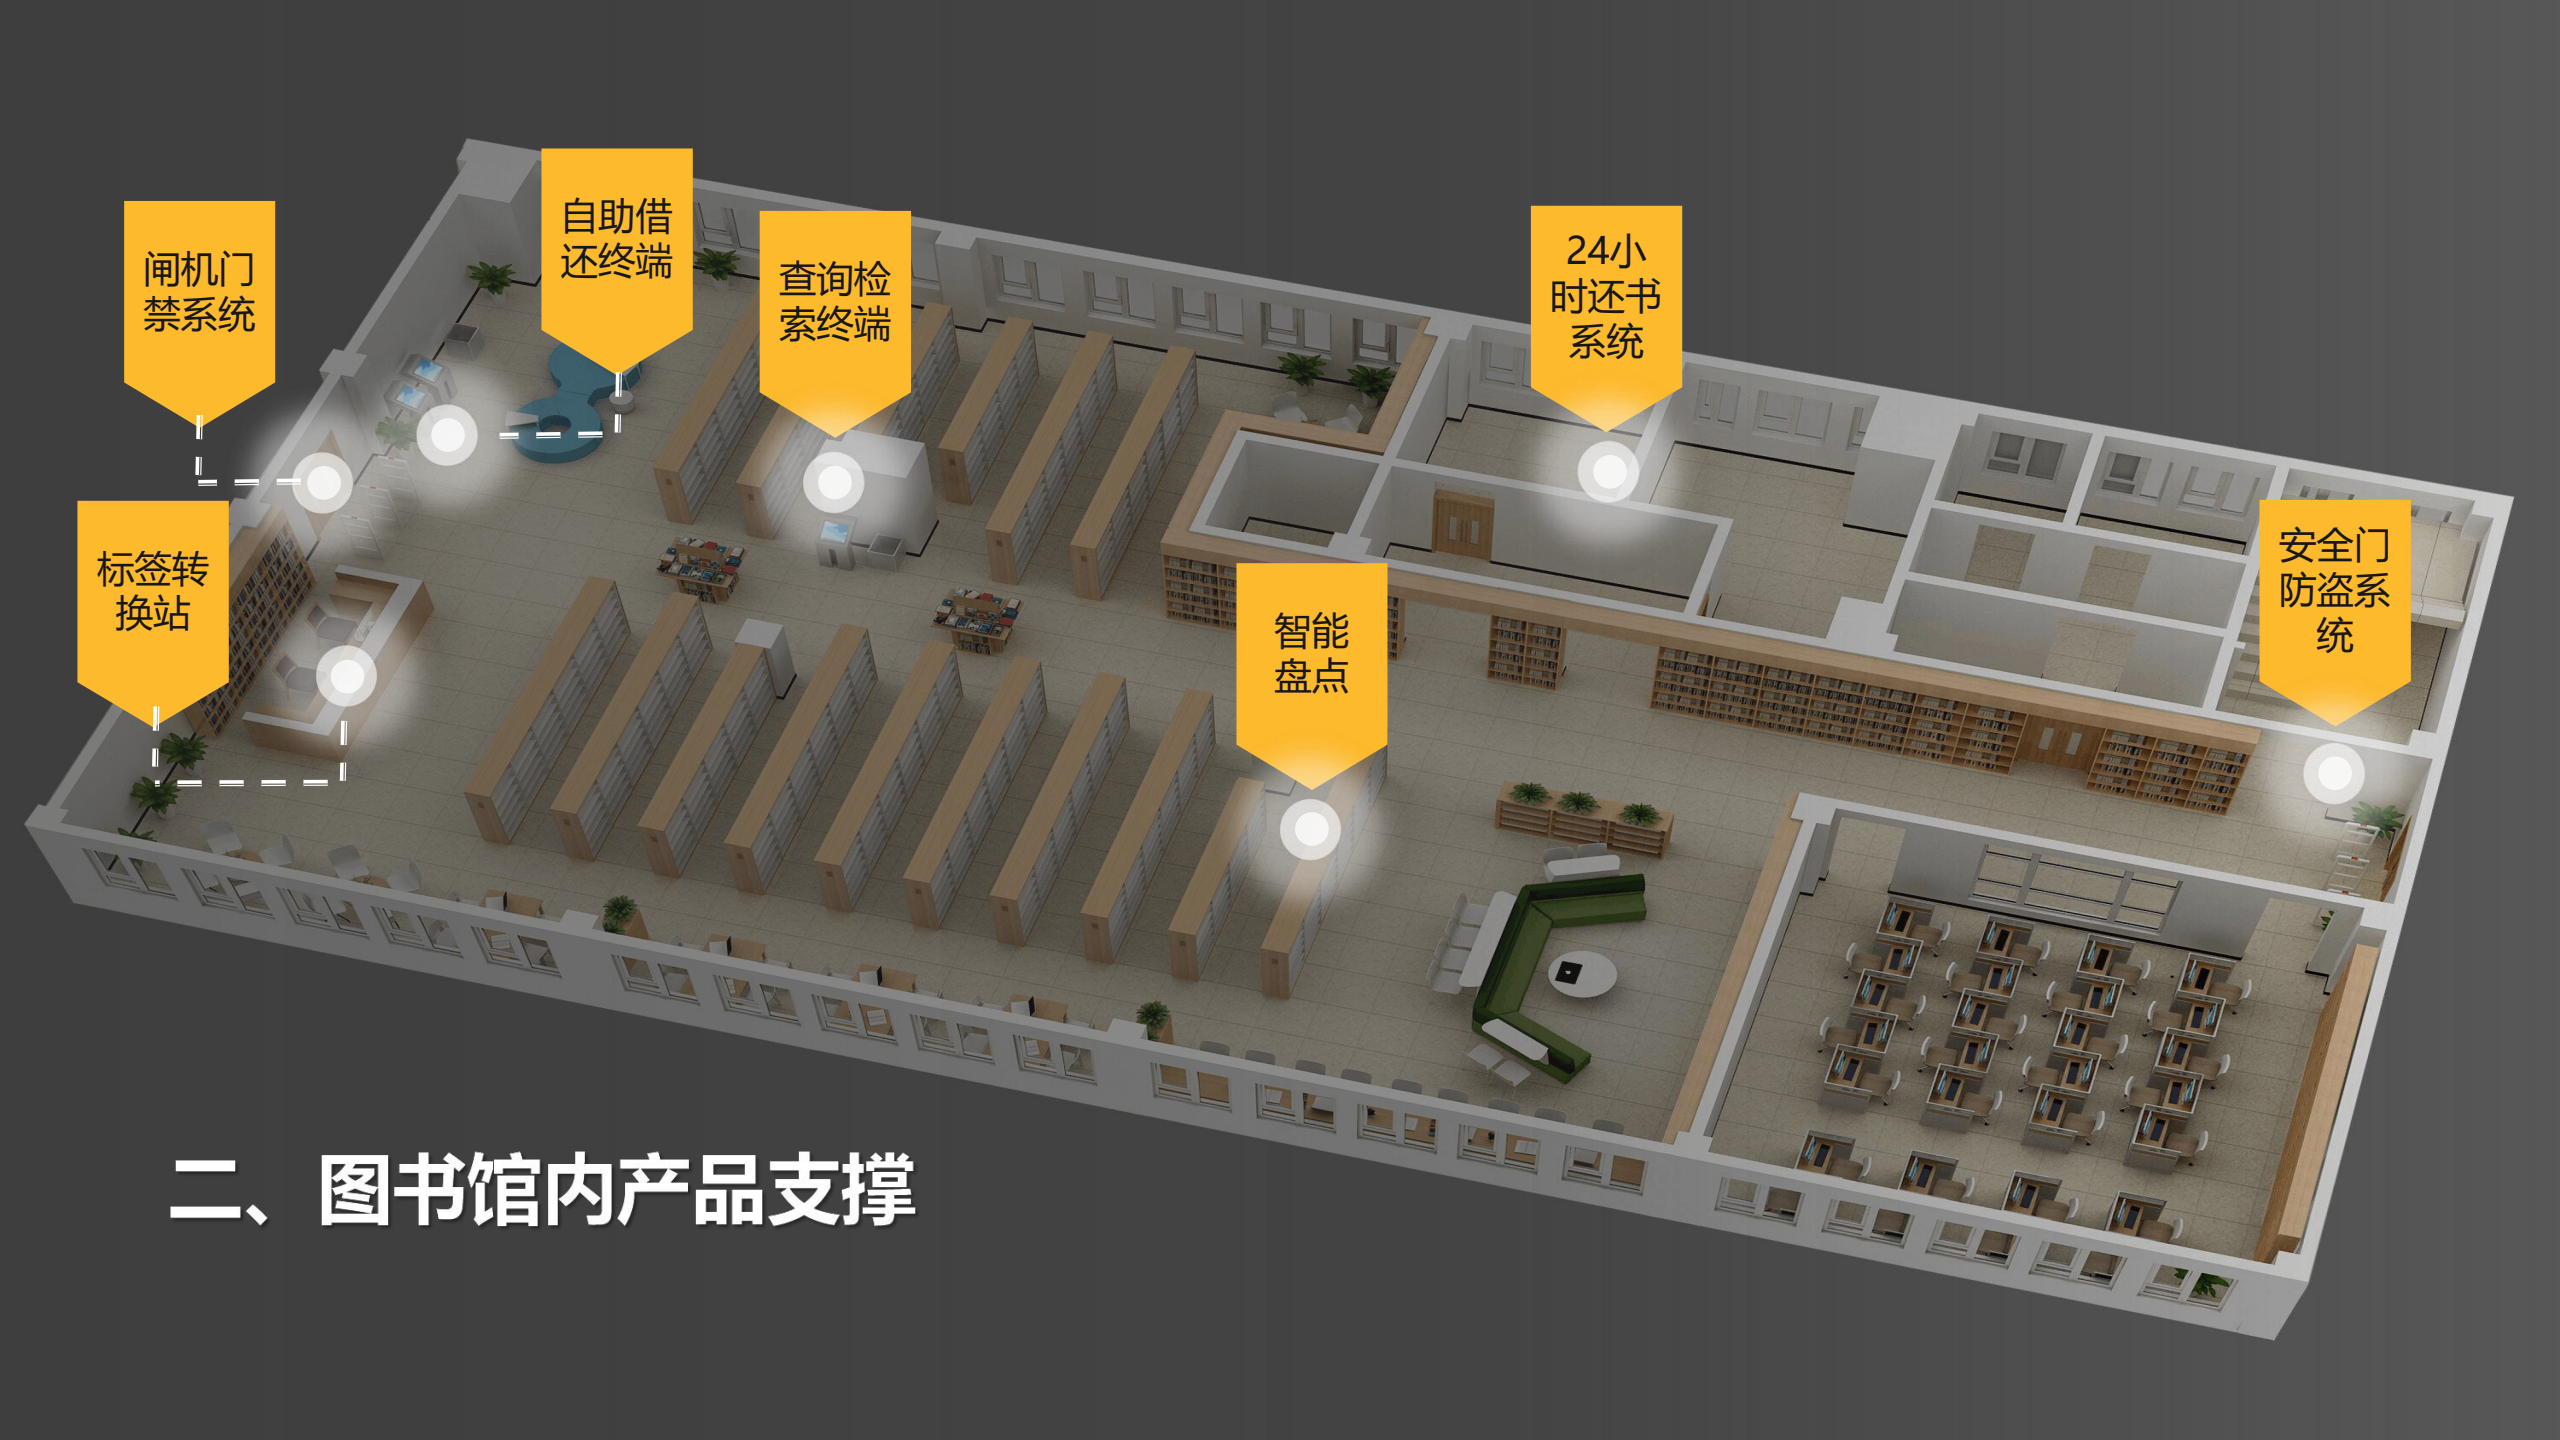 自助借
还终端
闸机门
禁系统
查询检
索终端
24小
时还书
系统
标签转
换站
安全门
防盗系
统
智能
盘点
二、图书馆内产品支撑